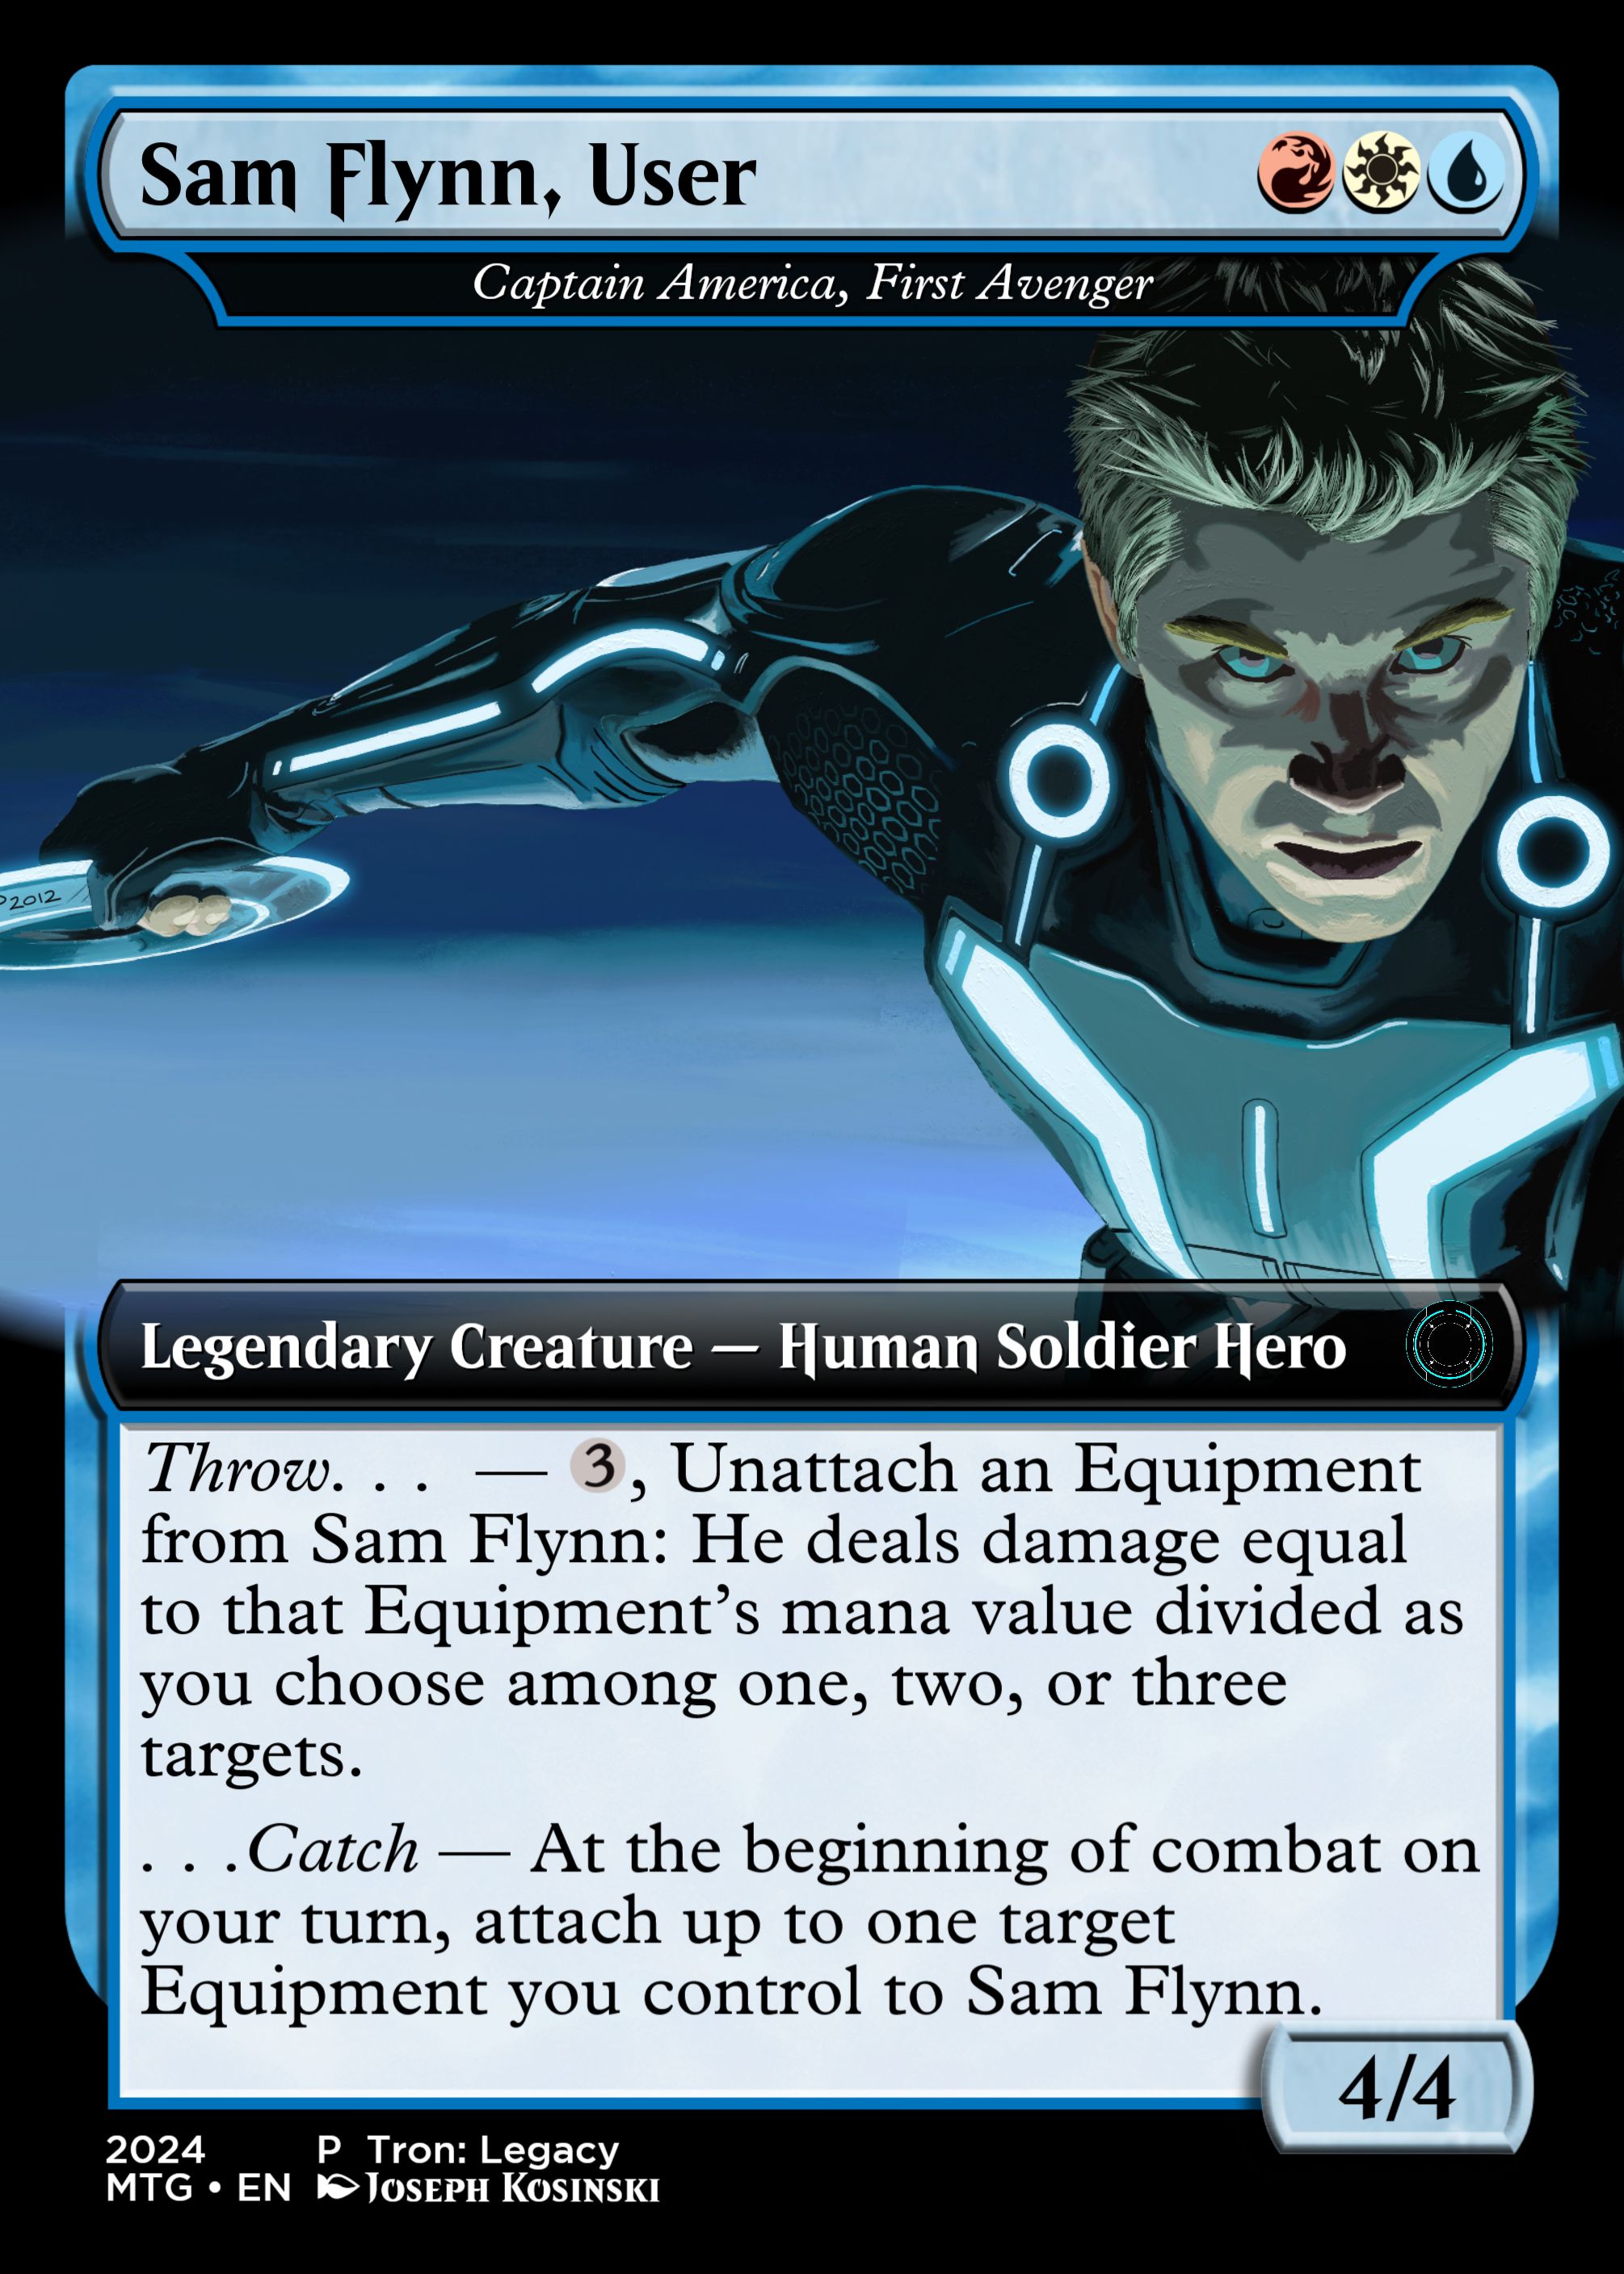 Sam Flynn, User
Captain America, First Avenger
2012
Legendary Creature — Human Soldier Hero
Throw. . . — 3, Unattach an Equipment
from Sam Flynn: He deals damage equal
to that Equipment’s mana value divided as
you choose among one, two, or three
targets.
. . .Catch — At the beginning of combat on
your turn, attach up to one target
Equipment you control to Sam Flynn.
4/4
2024 P Tron: Legacy
MTG • EN Joseph Kosinski